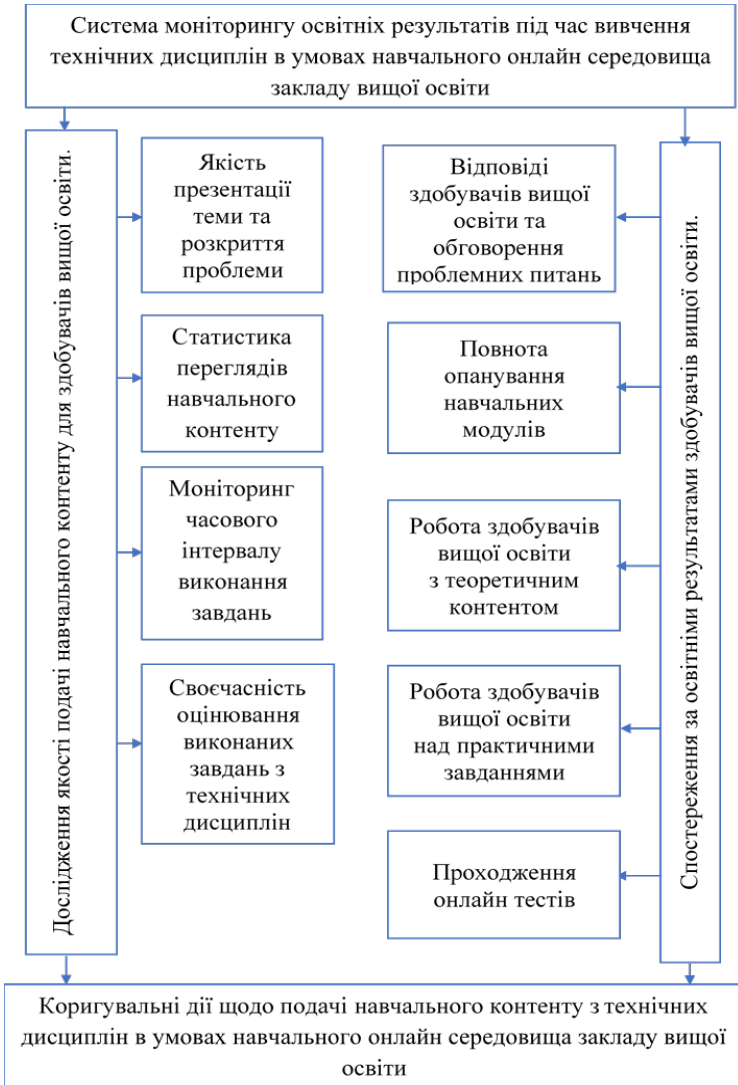 Система моніторингу освітніх результатів під час вивчення
технічних дисциплін в умовах навчального онлайн середовища
закладу вищої освіти
Дослідження якості подачі навчального контенту для здобувачів вищої освіти.
Якість
презентації
теми та
розкриття
проблеми
Статистика
переглядів
навчального
контенту
Моніторинг
часового
інтервалу
виконання
завдань
Своєчасність
оцінювання
виконаних
завдань з
технічних
дисциплін
Відповіді
здобувачів вищої
освіти та
обговорення
проблемних питань
Повнота
опанування
навчальних
модулів
Робота здобувачів
вищої освіти
з теоретичним
контентом
Робота здобувачів
вищої освіти
над практичними
завданнями
Проходження
онлайн тестів
Спостереження за освітніми результатами здобувачів вищої освіти.
Коригувальні дії щодо подачі навчального контенту з технічних
дисциплін в умовах навчального онлайн середовища закладу вищої
освіти